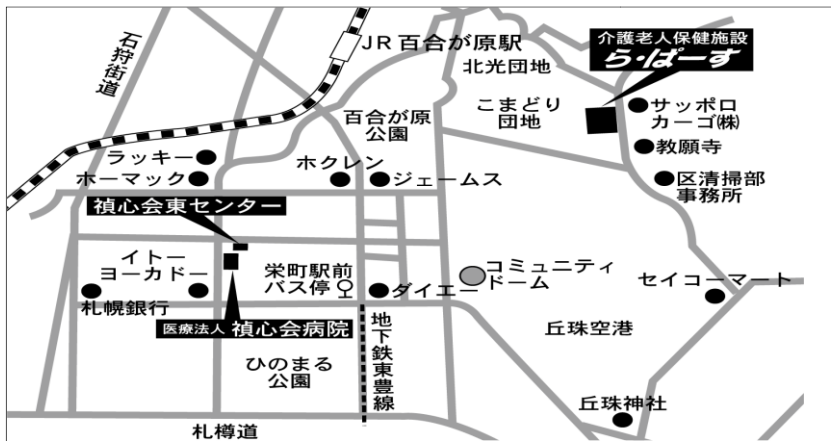 石狩街道
JR百合が原駅
介護老人保健施設
ら・ぱーす
北光団地
こまどり
団地
サッポロ
カーゴ(株)
百合が原
公園
教願寺
ラッキー
ホーマック
ホクレン
ジェームス
区清掃部
事務所
禎心会東センター
イトー
ヨーカドー
栄町駅前
バス停
ダイエー
コミュニティ
ドーム
セイコーマート
札幌銀行
医療法人 禎心会病院
地下鉄東豊線
丘珠空港
ひのまる
公園
丘珠神社
札樽道